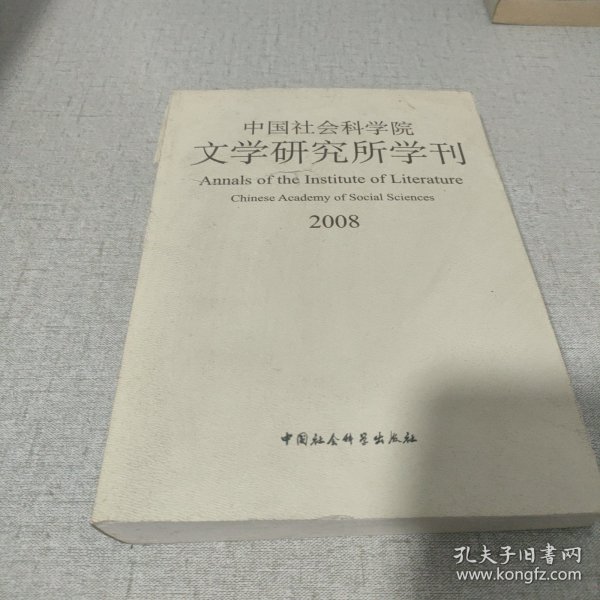 中国社会科学院
文学研究所学刊
Annals of the Institute of Literature
Chinese Academy of Social Sciences
2008
中国社会科学出版社
孔夫子旧书网
www.kongfz.com